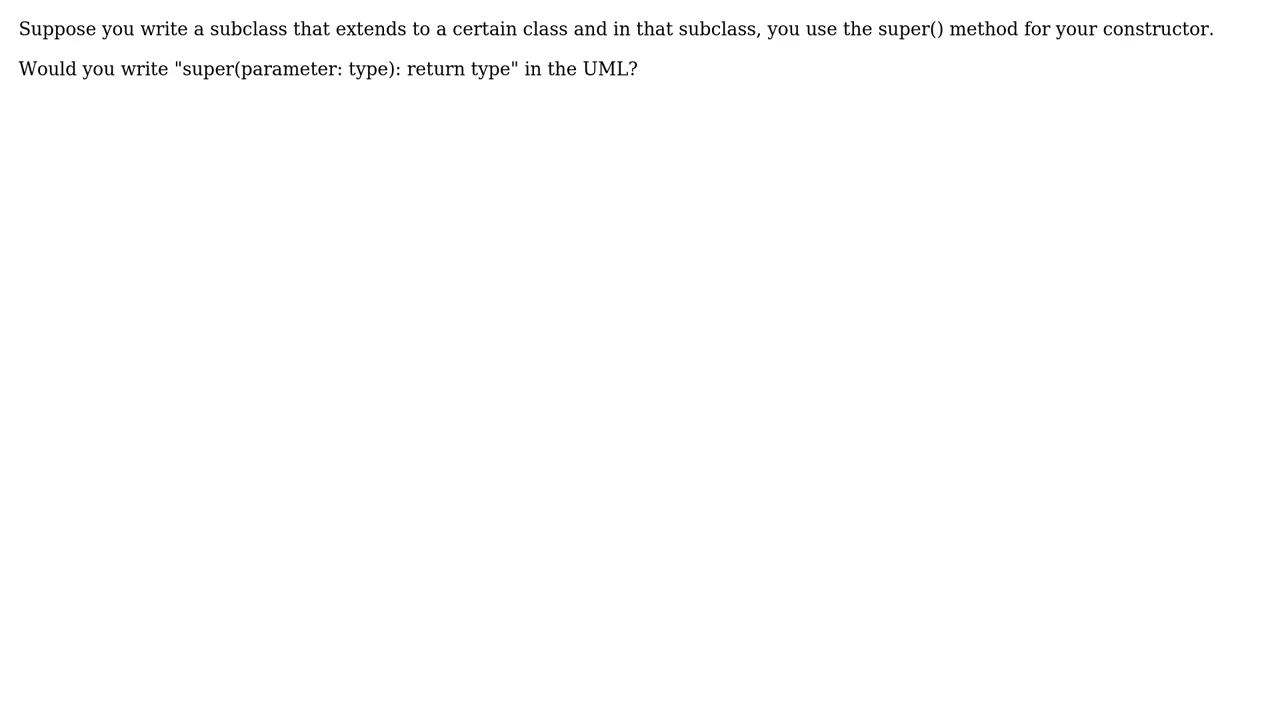 Suppose you write a subclass that extends to a certain class and in that subclass, you use the super() method for your constructor.
Would you write "super(parameter: type): return type" in the UML?